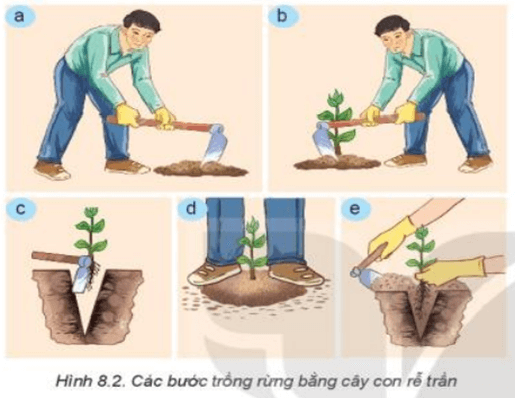 a
b
c
d
e
Hình 8.2. Các bước trồng rừng bằng cây con rễ trần